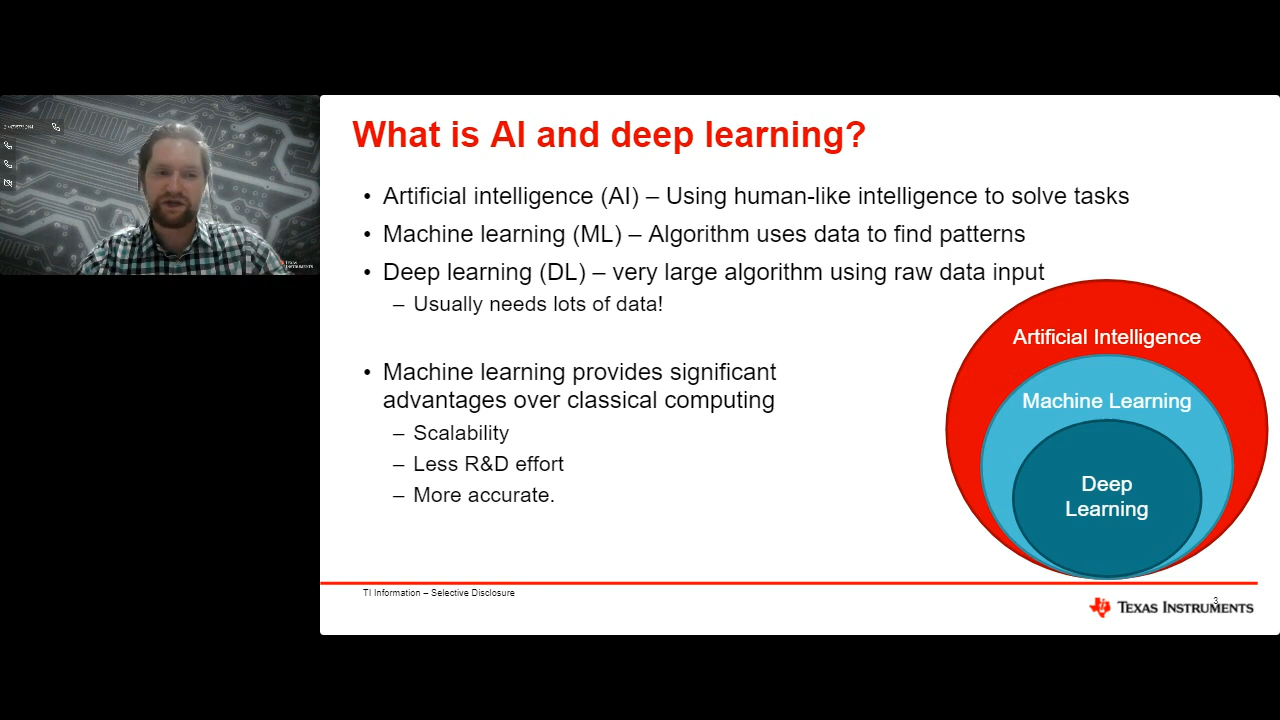 What is AI and deep learning?
• Artificial intelligence (AI) – Using human-like intelligence to solve tasks
• Machine learning (ML) – Algorithm uses data to find patterns
• Deep learning (DL) – very large algorithm using raw data input
– Usually needs lots of data!
• Machine learning provides significant
advantages over classical computing
– Scalability
– Less R&D effort
– More accurate.
Artificial Intelligence
Machine Learning
Deep
Learning
TI Information – Selective Disclosure
3
TEXAS INSTRUMENTS
TEXAS
INSTRUMENTS